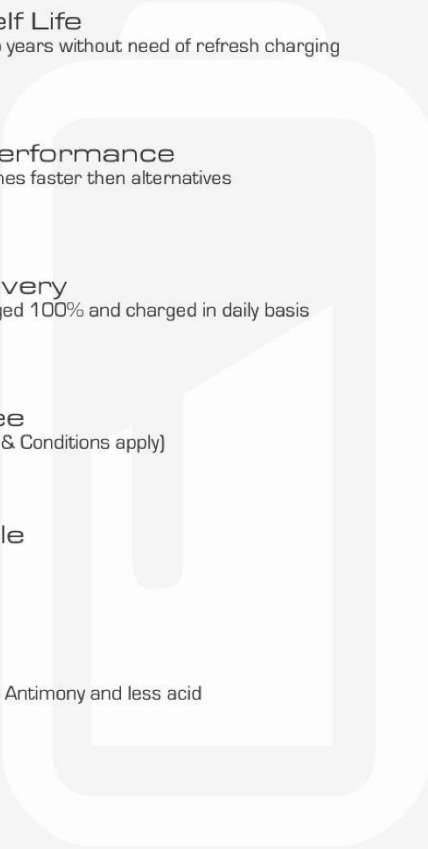 elf Life
years without need of refresh charging
erformance
nes faster then alternatives
very
ged 100% and charged in daily basis
ee
& Conditions apply)
le
Antimony and less acid